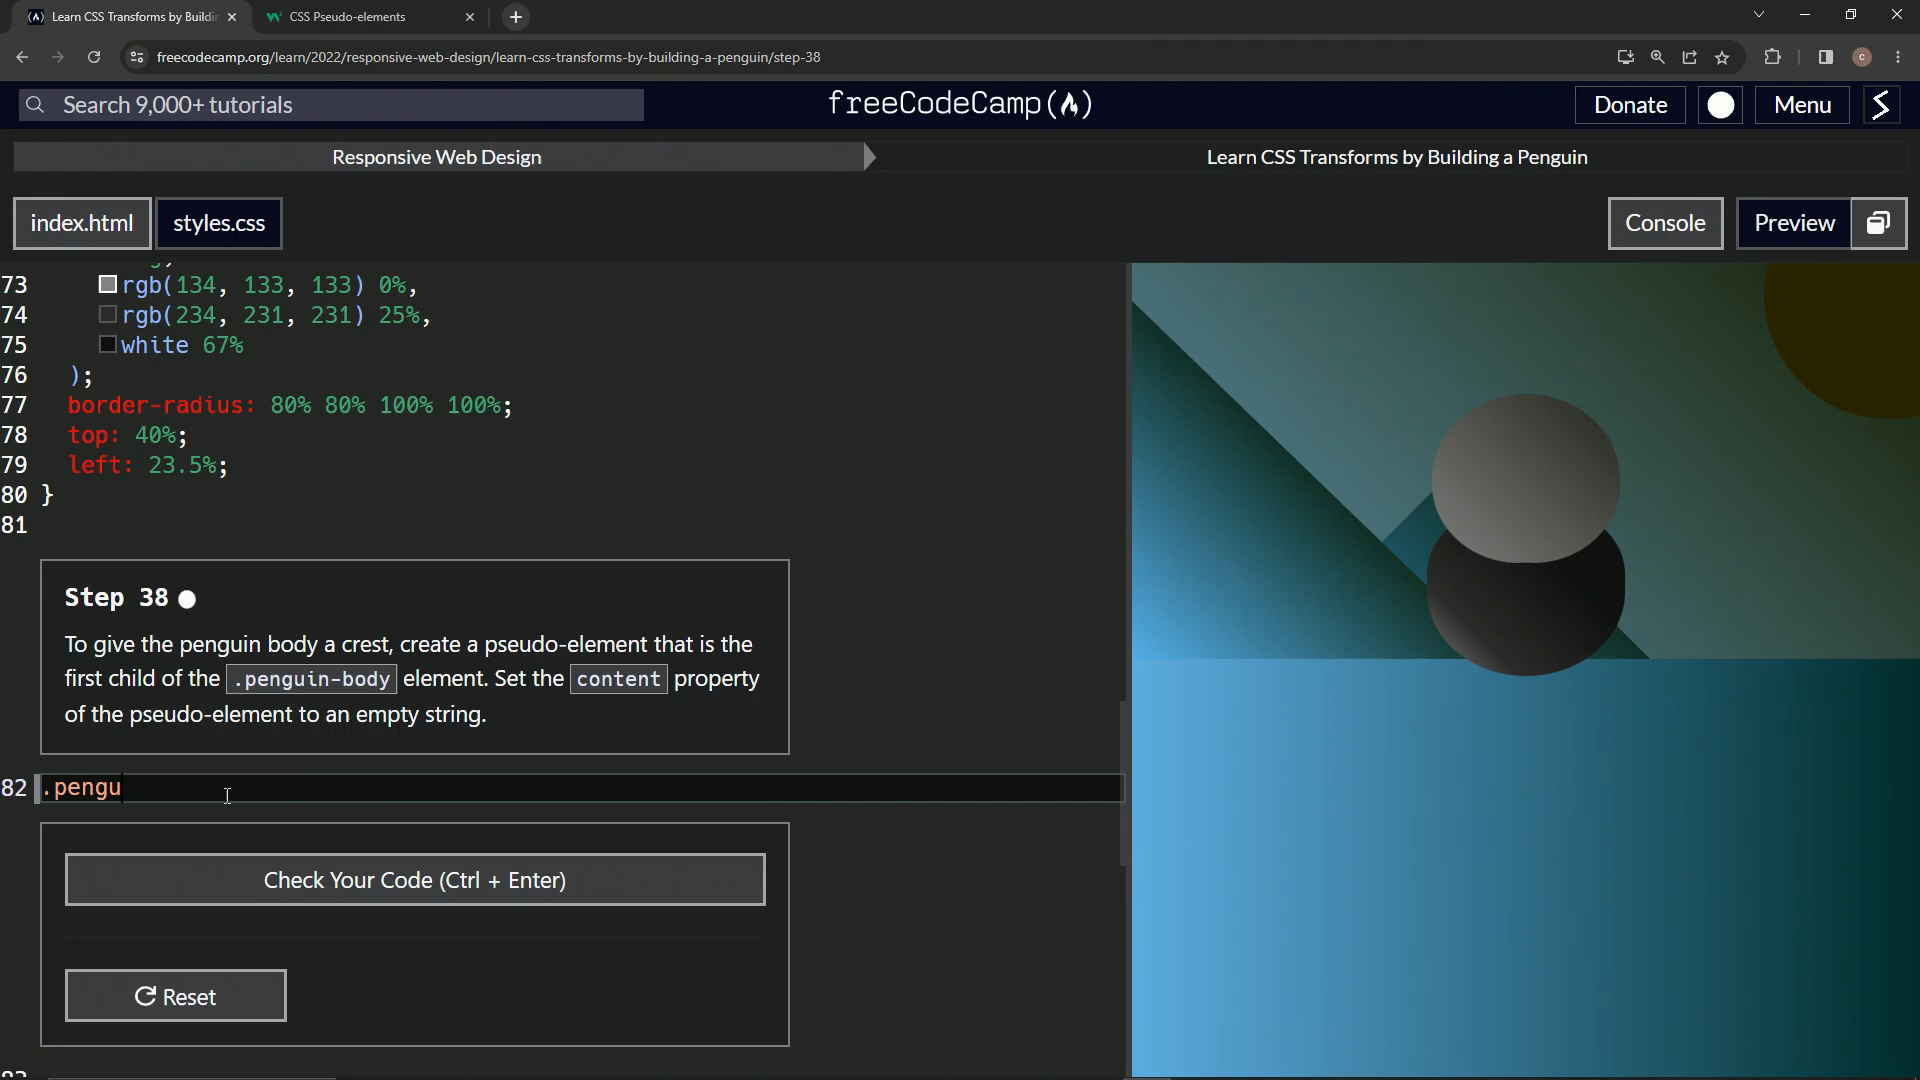 Learn CSS Transforms by Buildi
CSS Pseudo-elements
freecodecamp.org/learn/2022/responsive-web-design/learn-css-transforms-by-building-a-penguin/step-38
C
Search 9,000+ tutorials
freeCodeCamp
Donate
Menu
Responsive Web Design
Learn CSS Transforms by Building a Penguin
index.html
styles.css
Console
Preview
73 rgb(134, 133, 133) 0%,
74 rgb(234, 231, 231) 25%,
75 white 67%
76 );
77 border-radius: 80% 80% 100% 100%;
78 top: 40%;
79 left: 23.5%;
80 }
81
Step 38
To give the penguin body a crest, create a pseudo-element that is the
first child of the .penguin-body element. Set the content property
of the pseudo-element to an empty string.
82 .pengu
Check Your Code (Ctrl + Enter)
Reset